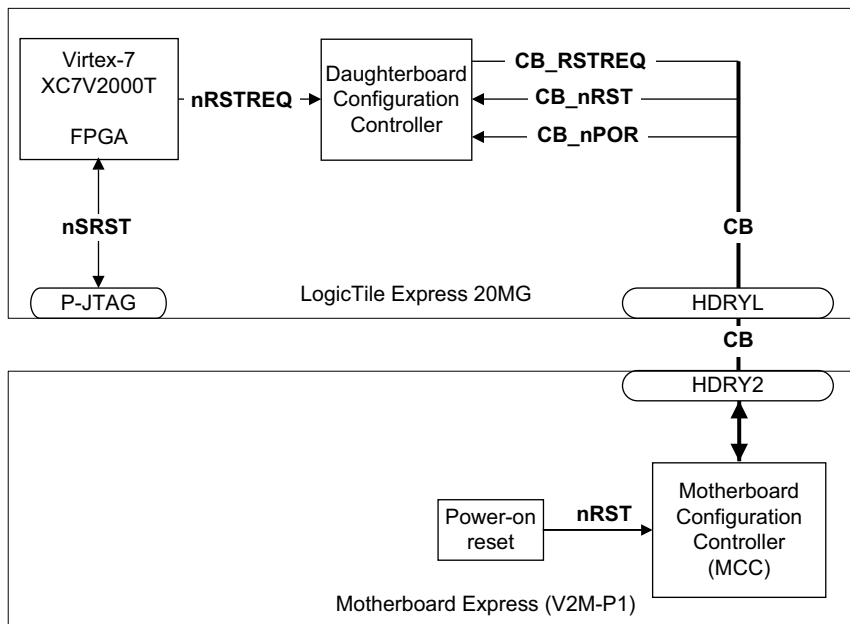 Virtex-7
XC7V2000T
FPGA
nRSTREQ
Daughterboard
Configuration
Controller
CB_RSTREQ
CB_nRST
CB_nPOR
nSRST
CB
P-JTAG
LogicTile Express 20MG
HDRYL
CB
HDRY2
Power-on
reset
nRST
Motherboard
Configuration
Controller
(MCC)
Motherboard Express (V2M-P1)